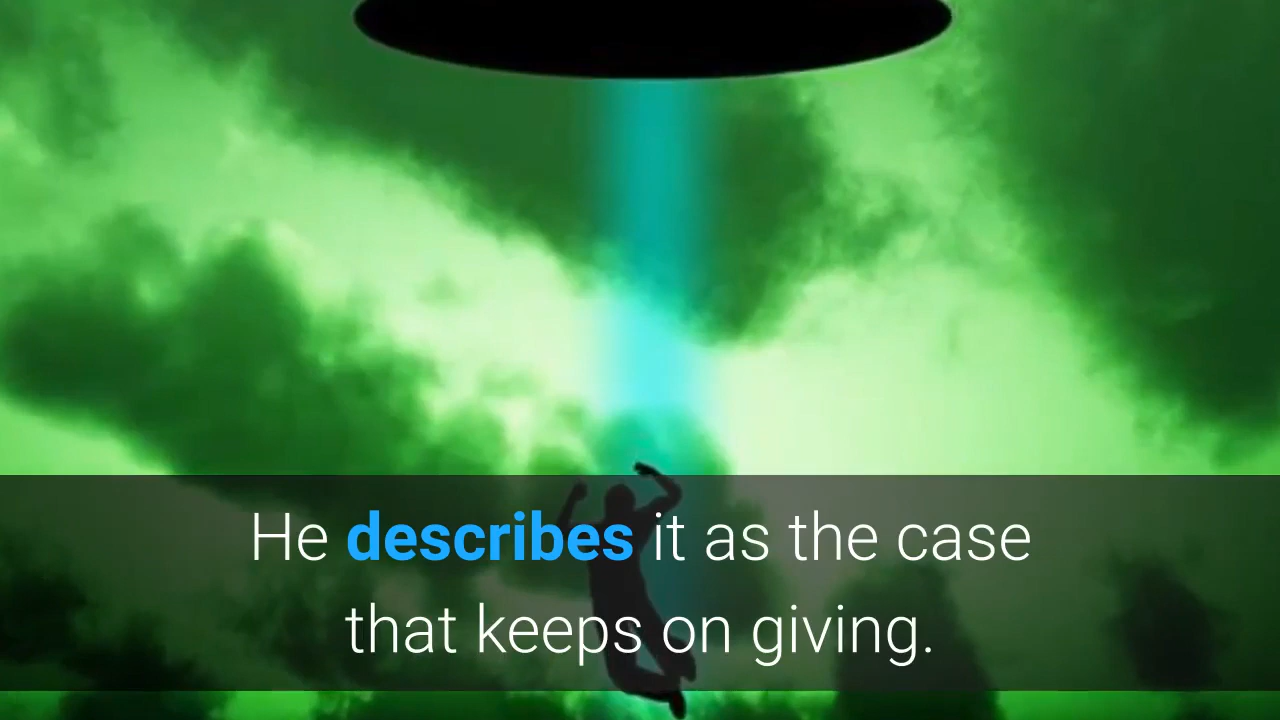 He describes it as the case
that keeps on giving.